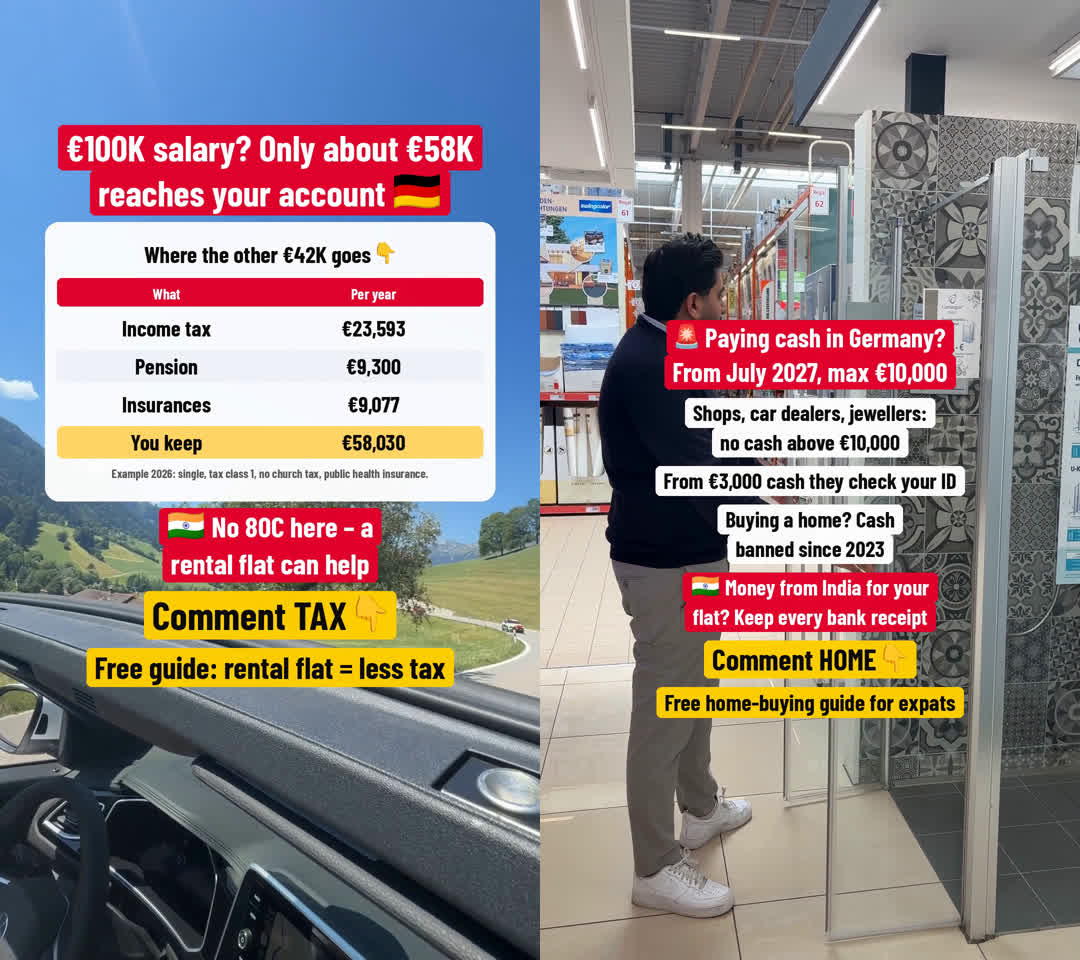 €100K salary? Only about €58K
reaches your account 🇩🇪
Where the other €42K goes👇
What Per year
Income tax €23,593
Pension €9,300
Insurances €9,077
You keep €58,030
Example 2026: single, tax class 1, no church tax, public health insurance.
🇮🇳 No 80C here – a
rental flat can help
Comment TAX👇
Free guide: rental flat = less tax
61
Regal
62
🚨 Paying cash in Germany?
From July 2027, max €10,000
Shops, car dealers, jewellers:
no cash above €10,000
From €3,000 cash they check your ID
Buying a home? Cash
banned since 2023
🇮🇳 Money from India for your
flat? Keep every bank receipt
Comment HOME👇
Free home-buying guide for expats